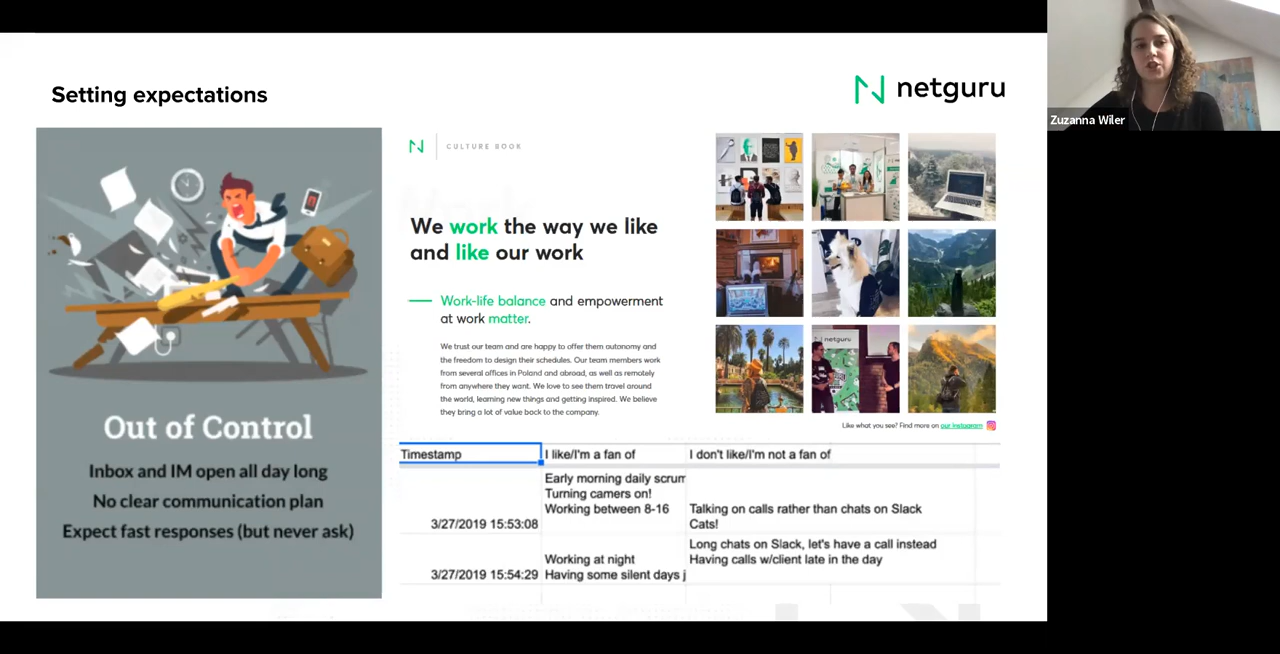 Setting expectations
netguru
Zuzanna Wiler
Out of Control
Inbox and IM open all day long
No clear communication plan
Expect fast responses (but never ask)
CULTURE BOOK
We work the way we like
and like our work
Work-life balance and empowerment
at work matter.
We trust our team and are happy to offer them autonomy and
the freedom to design their schedules. Our team members work
from several offices in Poland and abroad, as well as remotely
from anywhere they want. We love to see them travel around
the world, learning new things and getting inspired. We believe
they bring a lot of value back to the company.
netguru
Like what you see? Find more on our instagram
Timestamp I like/I'm a fan of I don't like/I'm not a fan of
Early morning daily scrum
Turning camers on!
3/27/2019 15:53:08 Working between 8-16 Talking on calls rather than chats on Slack
Cats!
Long chats on Slack, let's have a call instead
Working at night Having calls w/client late in the day
3/27/2019 15:54:29 Having some silent days j